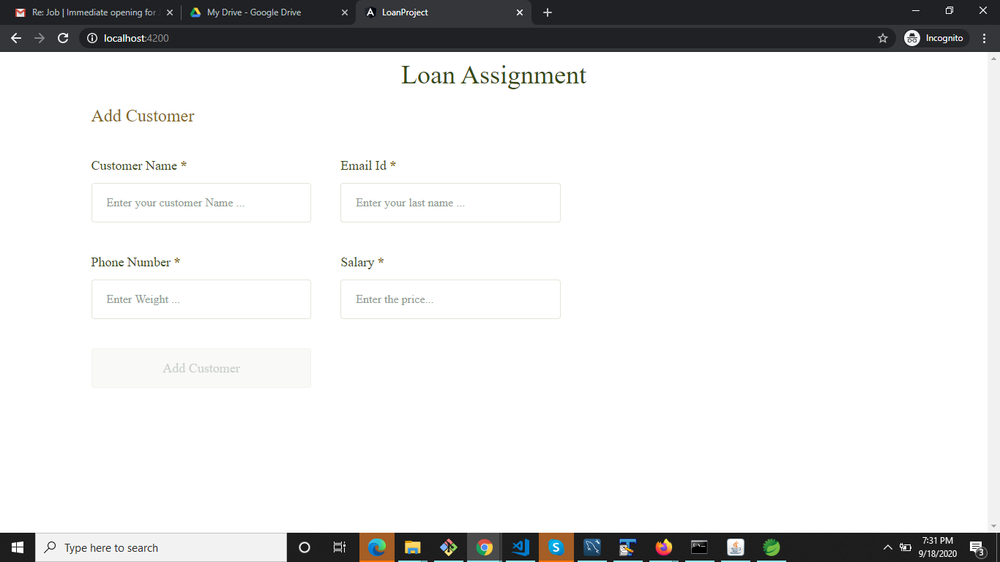 Re: Job | Immediate opening for
My Drive - Google Drive
LoanProject
localhost:4200
Incognito
Loan Assignment
Add Customer
Customer Name *
Email Id *
Enter your customer Name ...
Enter your last name ...
Phone Number *
Salary *
Enter Weight ...
Enter the price...
Add Customer
Type here to search
7:31 PM
9/18/2020
3